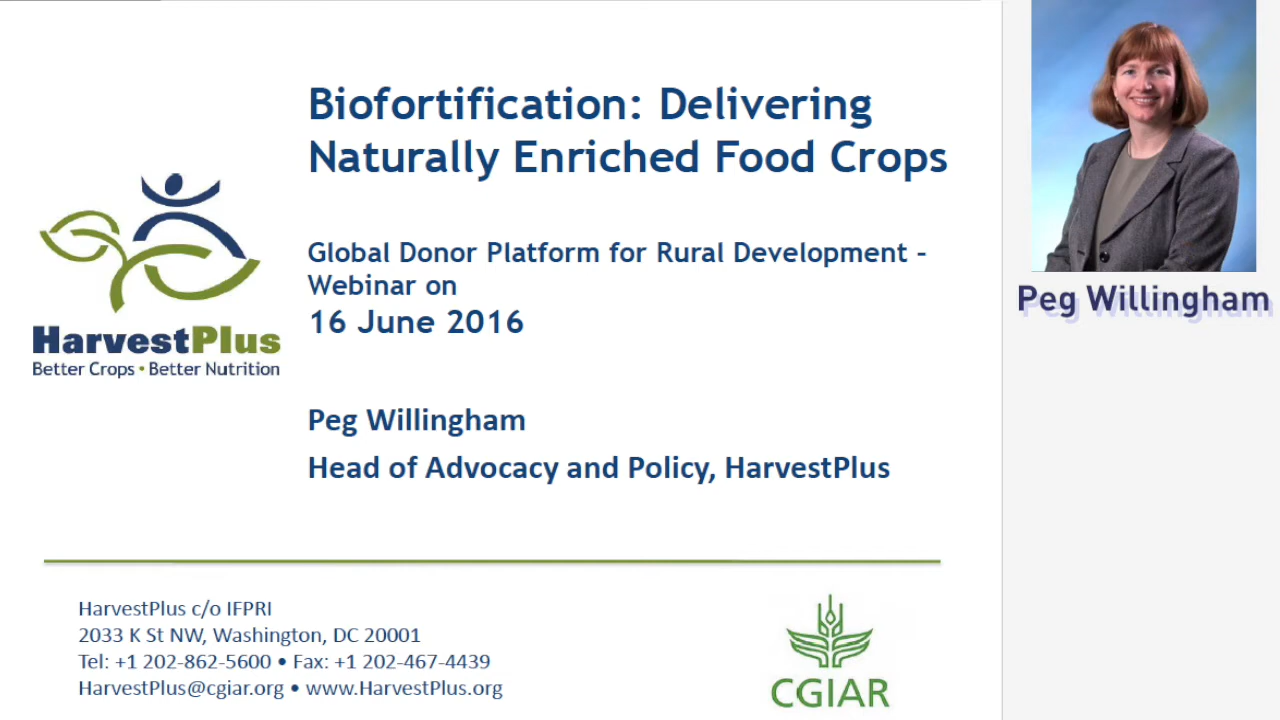 Biofortification: Delivering
Naturally Enriched Food Crops
Global Donor Platform for Rural Development –
Webinar on
16 June 2016
HarvestPlus
Better Crops • Better Nutrition
Peg Willingham
Head of Advocacy and Policy, HarvestPlus
HarvestPlus c/o IFPRI
2033 K St NW, Washington, DC 20001
Tel: +1 202-862-5600 • Fax: +1 202-467-4439
HarvestPlus@cgiar.org • www.HarvestPlus.org
CGIAR
Peg Willingham